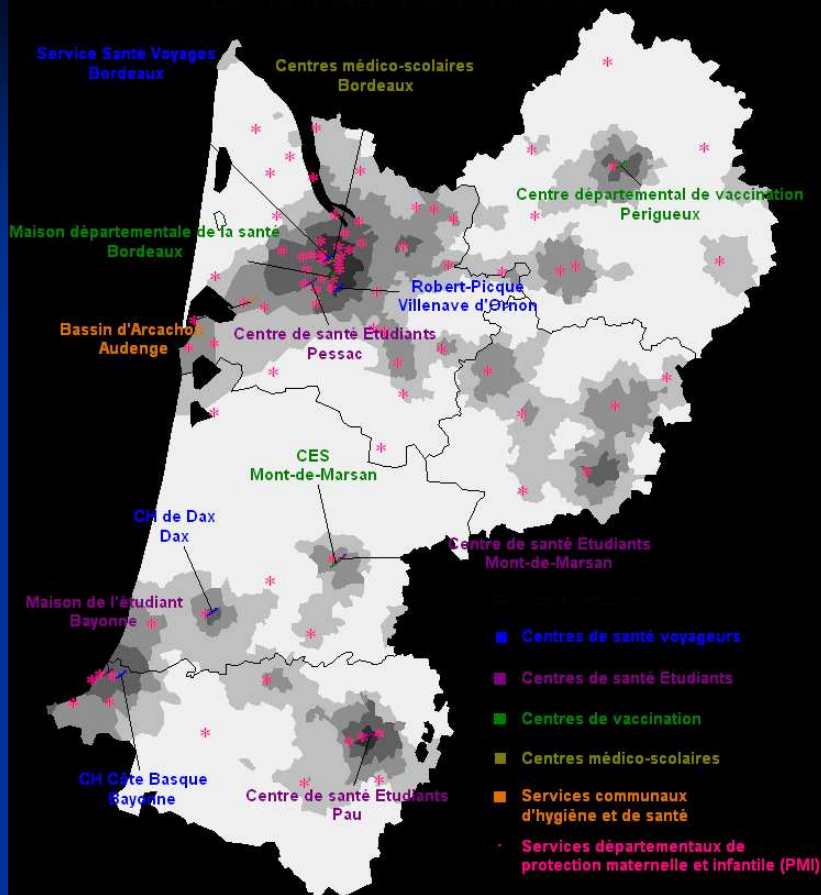 Service Santé Voyages
Bordeaux
Centres médico-scolaires
Bordeaux
Centre départemental de vaccination
Périgueux
Maison départementale de la santé
Bordeaux
Robert-Picqué
Villenave d'Ornon
Bassin d'Arcachon
Audenge
Centre de santé Etudiants
Pessac
CES
Mont-de-Marsan
CH de Dax
Dax
Centre de santé Etudiants
Mont-de-Marsan
Maison de l'étudiant
Bayonne
CH Côte Basque
Bayonne
Centre de santé Etudiants
Pau
Centres de santé voyageurs
Centres de santé Etudiants
Centres de vaccination
Centres médico-scolaires
Services communaux
d'hygiène et de santé
Services départementaux de
protection maternelle et infantile (PMI)